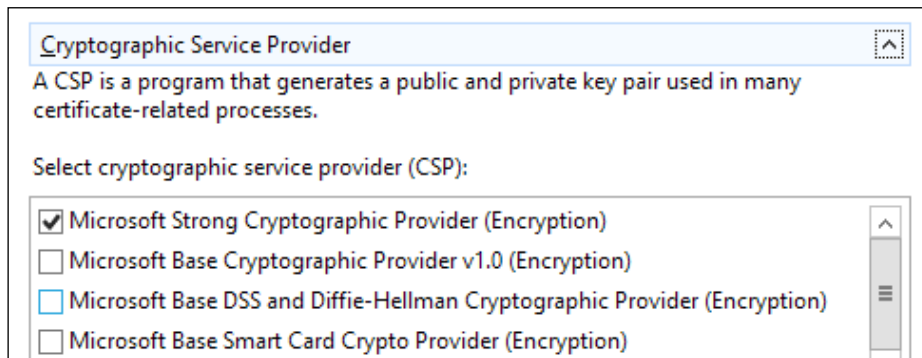 Cryptographic Service Provider
A CSP is a program that generates a public and private key pair used in many
certificate-related processes.
Select cryptographic service provider (CSP):
Microsoft Strong Cryptographic Provider (Encryption)
Microsoft Base Cryptographic Provider v1.0 (Encryption)
Microsoft Base DSS and Diffie-Hellman Cryptographic Provider (Encryption)
Microsoft Base Smart Card Crypto Provider (Encryption)